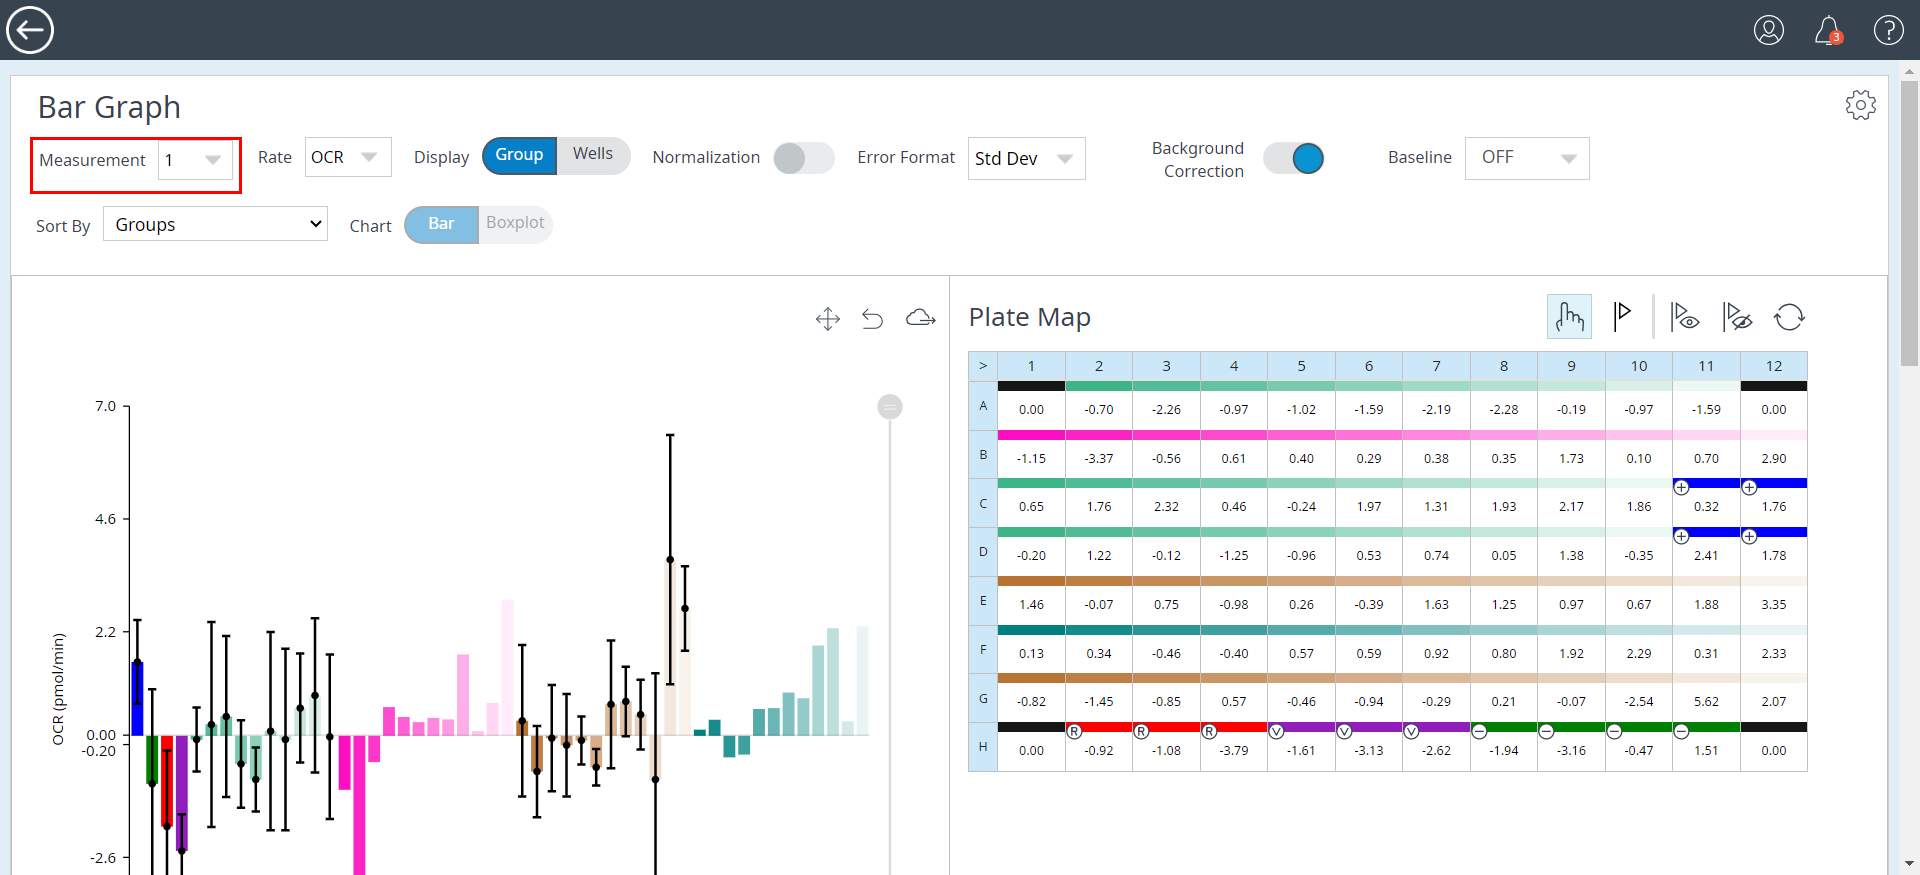 3
Bar Graph
Measurement 1 Rate OCR Display Group Wells Normalization Error Format Std Dev Background Correction Baseline OFF
Sort By Groups Chart Bar Boxplot
Plate Map
7.0
4.6
2.2
0.00
-0.20
-2.6
OCR (pmol/min)
> 1 2 3 4 5 6 7 8 9 10 11 12
A 0.00 -0.70 -2.26 -0.97 -1.02 -1.59 -2.19 -2.28 -0.19 -0.97 -1.59 0.00
B -1.15 -3.37 -0.56 0.61 0.40 0.29 0.38 0.35 1.73 0.10 0.70 2.90
+ +
C 0.65 1.76 2.32 0.46 -0.24 1.97 1.31 1.93 2.17 1.86 0.32 1.76
+ +
D -0.20 1.22 -0.12 -1.25 -0.96 0.53 0.74 0.05 1.38 -0.35 2.41 1.78
E 1.46 -0.07 0.75 -0.98 0.26 -0.39 1.63 1.25 0.97 0.67 1.88 3.35
F 0.13 0.34 -0.46 -0.40 0.57 0.59 0.92 0.80 1.92 2.29 0.31 2.33
G -0.82 -1.45 -0.85 0.57 -0.46 -0.94 -0.29 0.21 -0.07 -2.54 5.62 2.07
R R R V V V − − − −
H 0.00 -0.92 -1.08 -3.79 -1.61 -3.13 -2.62 -1.94 -3.16 -0.47 1.51 0.00